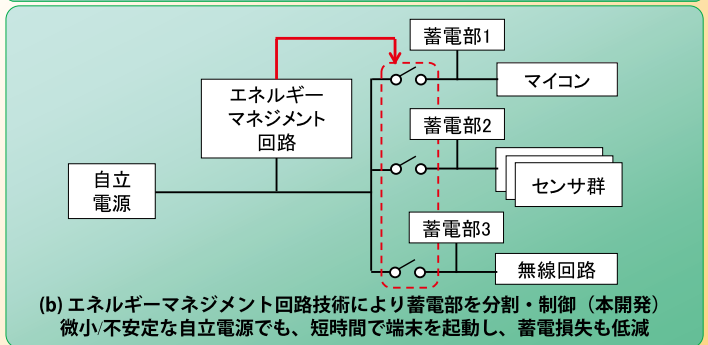 蓄電部1
マイコン
エネルギー
マネジメント
回路
蓄電部2
自立
電源
センサ群
蓄電部3
無線回路
(b) エネルギーマネジメント回路技術により蓄電部を分割・制御（本開発）
微小/不安定な自立電源でも、短時間で端末を起動し、蓄電損失も低減